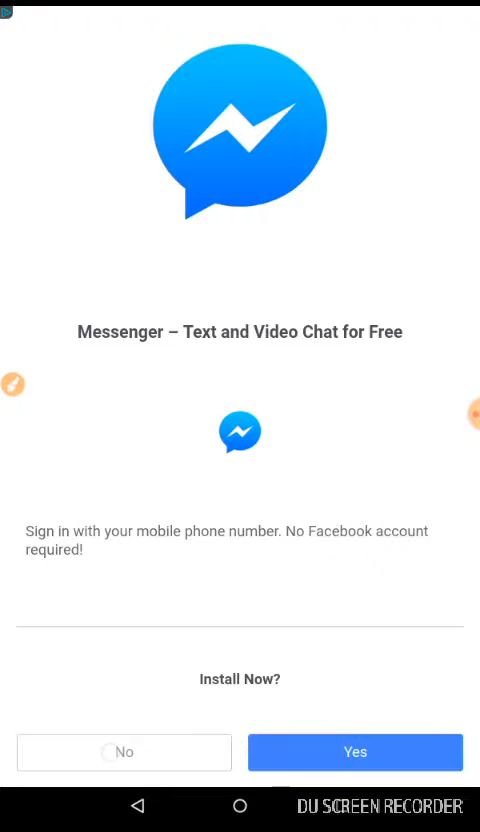 Messenger – Text and Video Chat for Free
Sign in with your mobile phone number. No Facebook account
required!
Install Now?
No
Yes
DU SCREEN RECORDER